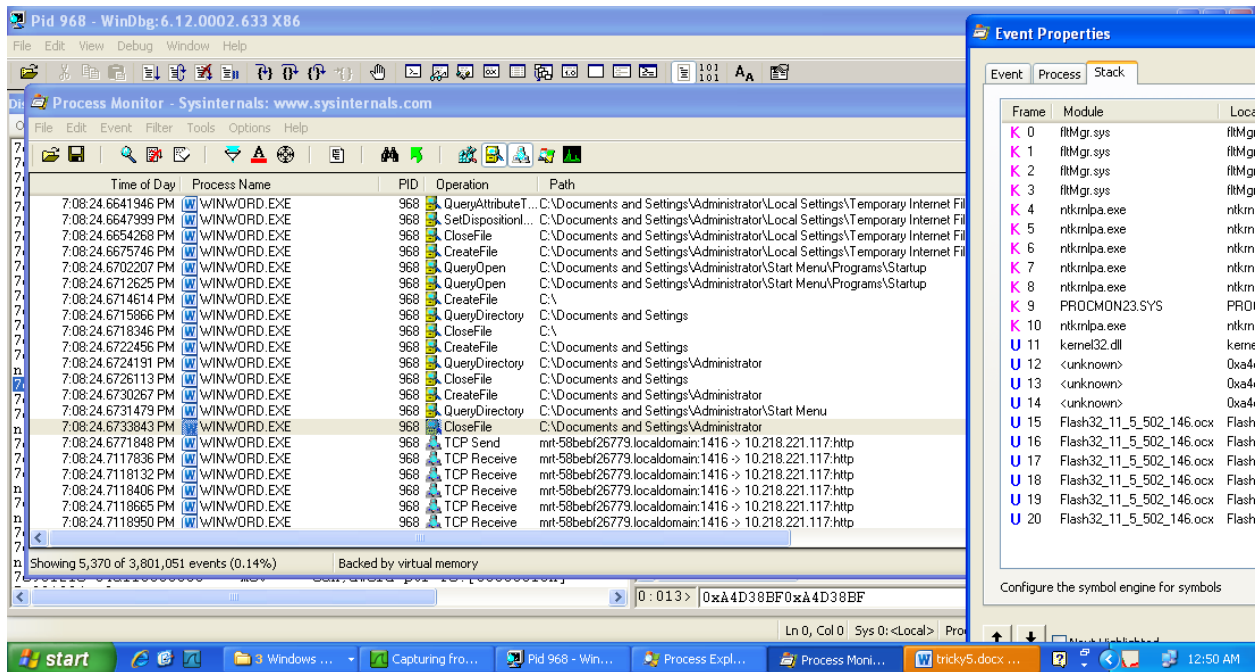 Pid 968 - WinDbg:6.12.0002.633 X86
File Edit View Debug Window Help
Process Monitor - Sysinternals: www.sysinternals.com
File Edit Event Filter Tools Options Help
Time of Day Process Name PID Operation Path
7:08:24.6641946 PM WINWORD.EXE 968 QueryAttributeT... C:\Documents and Settings\Administrator\Local Settings\Temporary Internet Fil
7:08:24.6647999 PM WINWORD.EXE 968 SetDispositionI... C:\Documents and Settings\Administrator\Local Settings\Temporary Internet Fil
7:08:24.6654268 PM WINWORD.EXE 968 CloseFile C:\Documents and Settings\Administrator\Local Settings\Temporary Internet Fil
7:08:24.6675746 PM WINWORD.EXE 968 CreateFile C:\Documents and Settings\Administrator\Local Settings\Temporary Internet Fil
7:08:24.6702207 PM WINWORD.EXE 968 QueryOpen C:\Documents and Settings\Administrator\Start Menu\Programs\Startup
7:08:24.6712625 PM WINWORD.EXE 968 QueryOpen C:\Documents and Settings\Administrator\Start Menu\Programs\Startup
7:08:24.6714614 PM WINWORD.EXE 968 CreateFile C:\
7:08:24.6715866 PM WINWORD.EXE 968 QueryDirectory C:\Documents and Settings
7:08:24.6718346 PM WINWORD.EXE 968 CloseFile C:\
7:08:24.6722456 PM WINWORD.EXE 968 CreateFile C:\Documents and Settings
7:08:24.6724191 PM WINWORD.EXE 968 QueryDirectory C:\Documents and Settings\Administrator
7:08:24.6726113 PM WINWORD.EXE 968 CloseFile C:\Documents and Settings
7:08:24.6730267 PM WINWORD.EXE 968 CreateFile C:\Documents and Settings\Administrator
7:08:24.6731479 PM WINWORD.EXE 968 QueryDirectory C:\Documents and Settings\Administrator\Start Menu
7:08:24.6733843 PM WINWORD.EXE 968 CloseFile C:\Documents and Settings\Administrator
7:08:24.6771848 PM WINWORD.EXE 968 TCP Send mrt-58bebf26779.localdomain:1416 -> 10.218.221.117:http
7:08:24.7117836 PM WINWORD.EXE 968 TCP Receive mrt-58bebf26779.localdomain:1416 -> 10.218.221.117:http
7:08:24.7118132 PM WINWORD.EXE 968 TCP Receive mrt-58bebf26779.localdomain:1416 -> 10.218.221.117:http
7:08:24.7118406 PM WINWORD.EXE 968 TCP Receive mrt-58bebf26779.localdomain:1416 -> 10.218.221.117:http
7:08:24.7118665 PM WINWORD.EXE 968 TCP Receive mrt-58bebf26779.localdomain:1416 -> 10.218.221.117:http
7:08:24.7118950 PM WINWORD.EXE 968 TCP Receive mrt-58bebf26779.localdomain:1416 -> 10.218.221.117:http
Showing 5,370 of 3,801,051 events (0.14%) Backed by virtual memory
0:013> 0xA4D38BF0xA4D38BF
Ln 0, Col 0 Sys 0:<Local> Pro
Event Properties
Event Process Stack
Frame Module Loca
K 0 fltMgr.sys fltMg
K 1 fltMgr.sys fltMg
K 2 fltMgr.sys fltMg
K 3 fltMgr.sys fltMg
K 4 ntkrnlpa.exe ntkrn
K 5 ntkrnlpa.exe ntkrn
K 6 ntkrnlpa.exe ntkrn
K 7 ntkrnlpa.exe ntkrn
K 8 ntkrnlpa.exe ntkrn
K 9 PROCMON23.SYS PRO
K 10 ntkrnlpa.exe ntkrn
U 11 kernel32.dll kerne
U 12 <unknown> 0xa4
U 13 <unknown> 0xa4
U 14 <unknown> 0xa4
U 15 Flash32_11_5_502_146.ocx Flash
U 16 Flash32_11_5_502_146.ocx Flash
U 17 Flash32_11_5_502_146.ocx Flash
U 18 Flash32_11_5_502_146.ocx Flash
U 19 Flash32_11_5_502_146.ocx Flash
U 20 Flash32_11_5_502_146.ocx Flash
Configure the symbol engine for symbols
start 3 Windows ... Capturing fro... Pid 968 - Win... Process Expl... Process Moni... tricky5.docx ... 12:50 AM